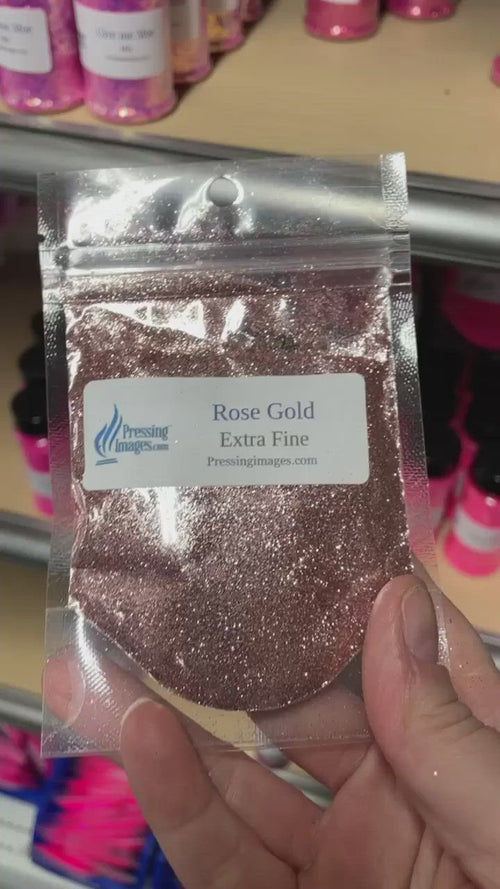 Rose Gold
Extra Fine
Pressingimages.com
Pressing
Images.com